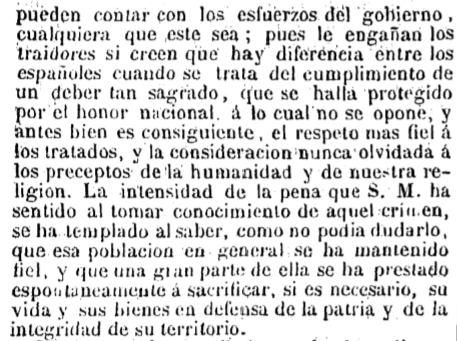 pueden contar con los esfuerzos del gobierno,
cualquiera que este sea; pues le engañan los
traidores si creen que hay diferencia entre los
españoles cuando se trata del cumplimiento de
un deber tan sagrado, que se halla protegido
por el honor nacional. á lo cual no se opone, y
antes bien es consiguiente, el respeto mas fiel á
los tratados, y la consideracion nunca olvidada á
los preceptos de la humanidad y de nuestra re-
ligion. La intensidad de la pena que S. M. ha
sentido al tomar conocimiento de aquel crimen,
se ha templado al saber, como no podia dudarlo,
que esa poblacion en general se ha mantenido
fiel, y que una gran parte de ella se ha prestado
espontaneamente á sacrificar, si es necesario, su
vida y sus bienes en defensa de la patria y de la
integridad de su territorio.